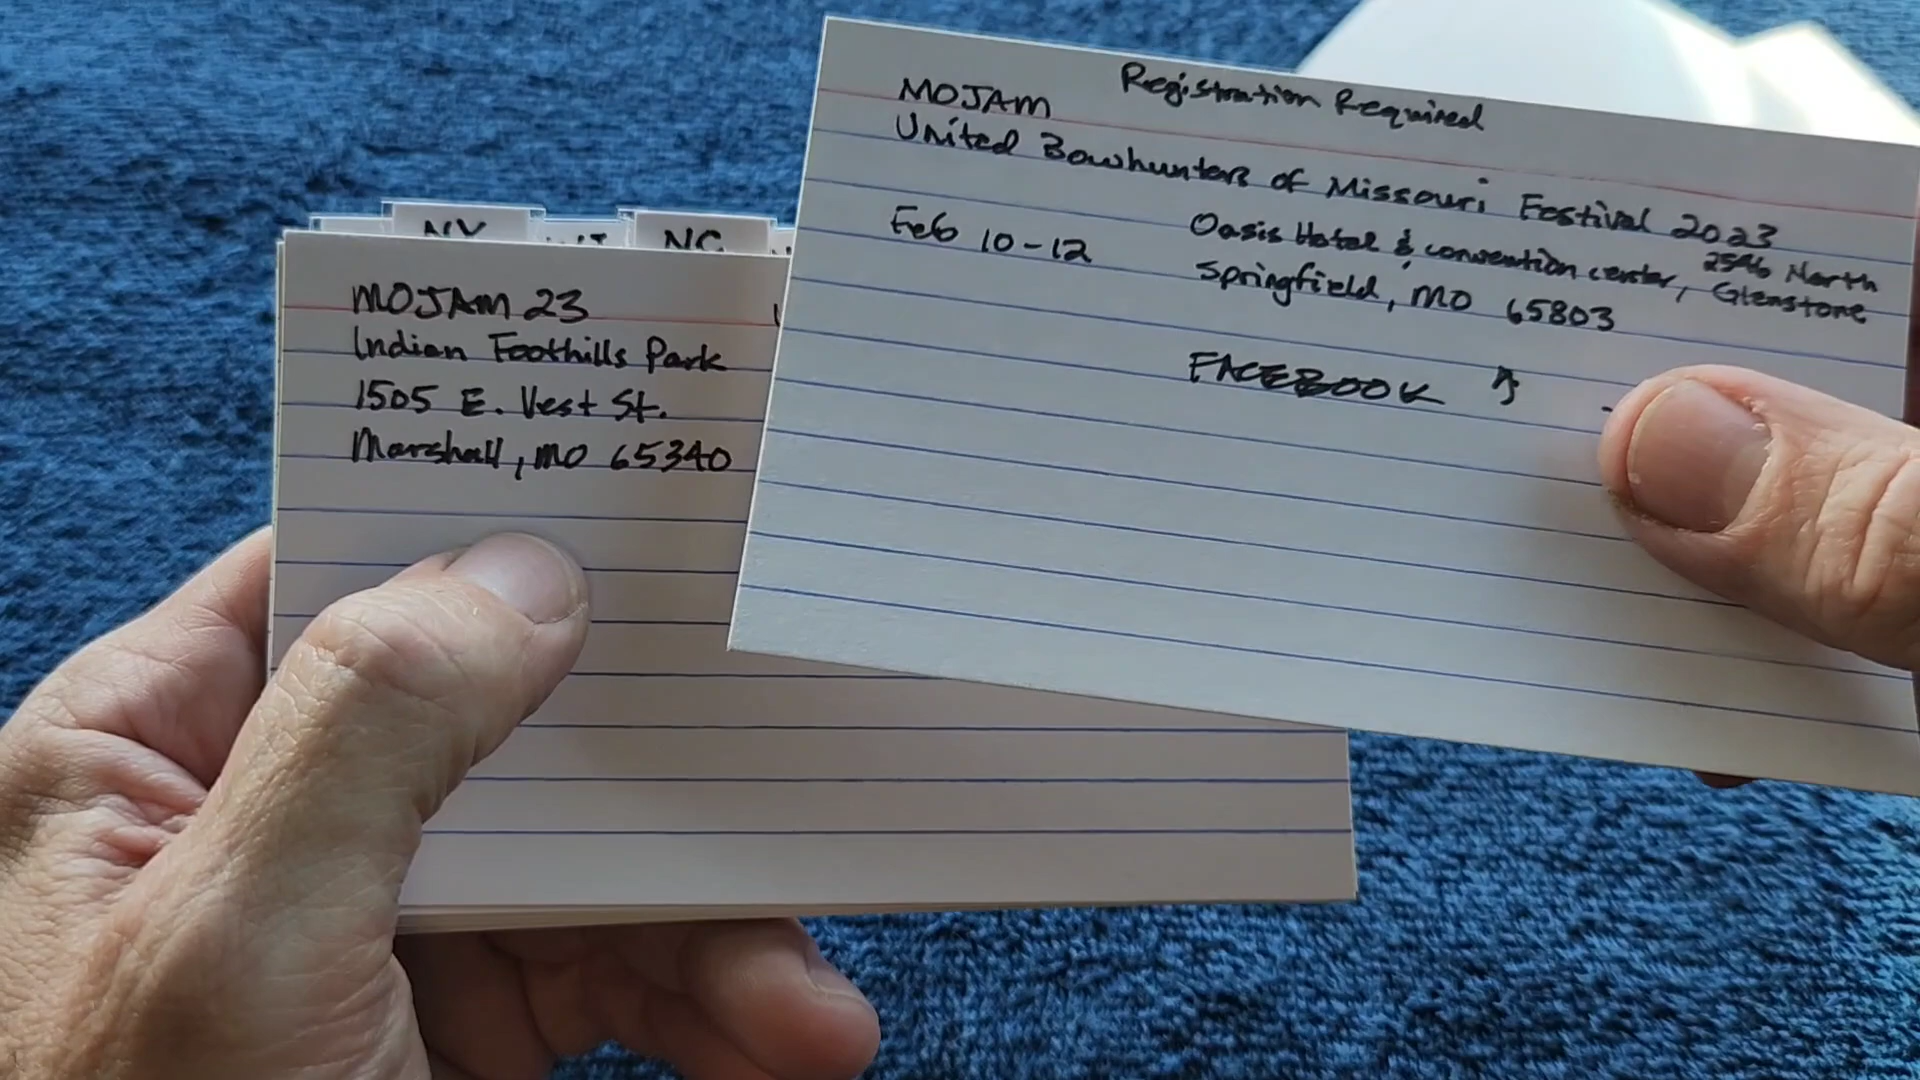 MOJAM Registration Required
United Bowhunters of Missouri Festival 2023
Feb 10-12 Oasis Hotel & convention center, 2546 North Glenstone
Springfield, MO 65803
FACEBOOK
NY
NC
MOJAM 23
Indian Foothills Park
1505 E. Vest St.
Marshall, MO 65340